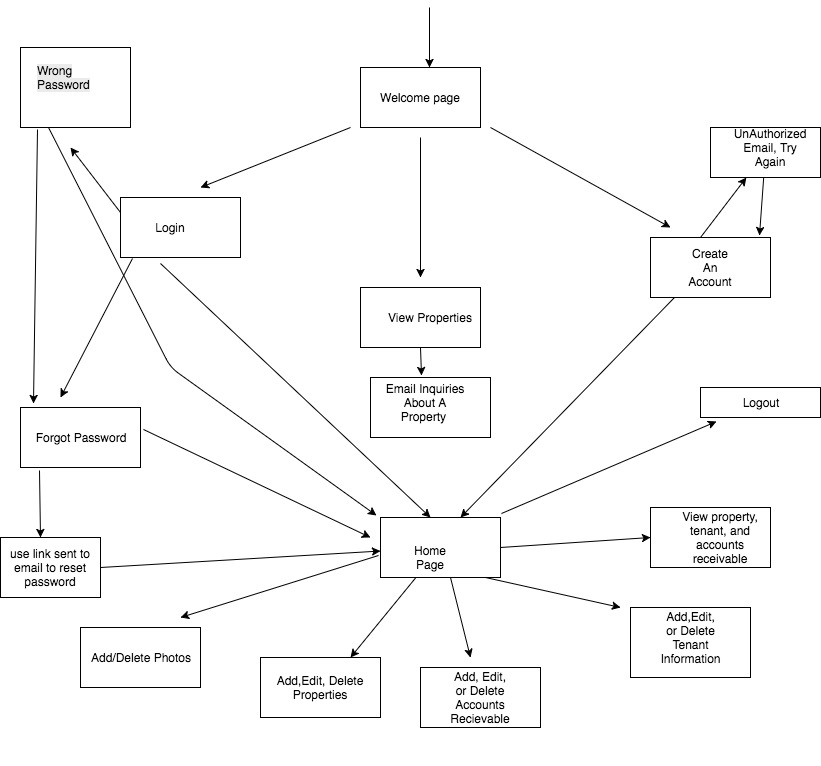 Wrong
Password
Welcome page
UnAuthorized
Email, Try
Again
Login
Create
An
Account
View Properties
Email Inquiries
About A
Property
Logout
Forgot Password
View property,
tenant, and
accounts
receivable
use link sent to
email to reset
password
Home
Page
Add,Edit,
or Delete
Tenant
Information
Add/Delete Photos
Add,Edit, Delete
Properties
Add, Edit,
or Delete
Accounts
Recievable